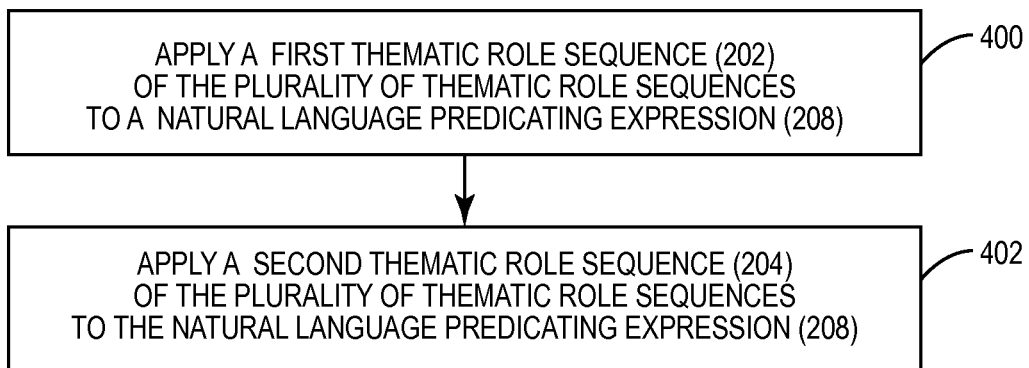 APPLY A FIRST THEMATIC ROLE SEQUENCE (202)
OF THE PLURALITY OF THEMATIC ROLE SEQUENCES
TO A NATURAL LANGUAGE PREDICATING EXPRESSION (208)
400
APPLY A SECOND THEMATIC ROLE SEQUENCE (204)
OF THE PLURALITY OF THEMATIC ROLE SEQUENCES
TO THE NATURAL LANGUAGE PREDICATING EXPRESSION (208)
402